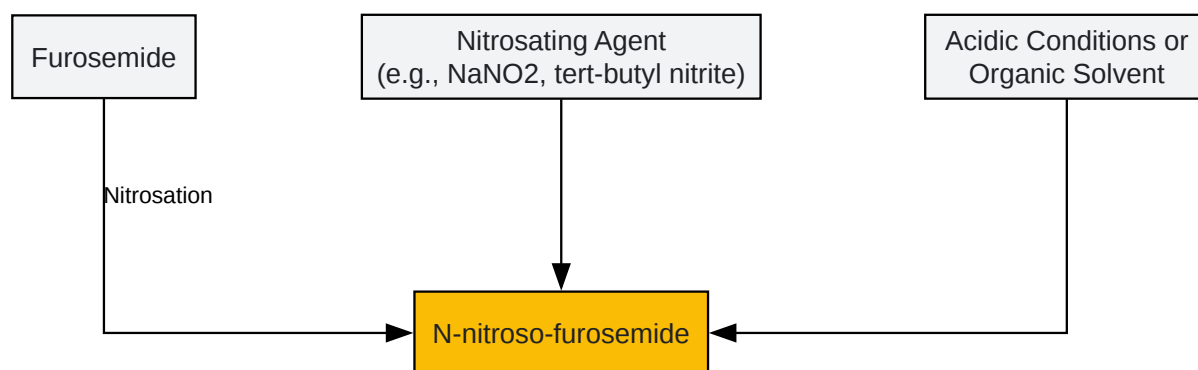 Furosemide
Nitrosating Agent
(e.g., NaNO2, tert-butyl nitrite)
Acidic Conditions or
Organic Solvent
Nitrosation
N-nitroso-furosemide